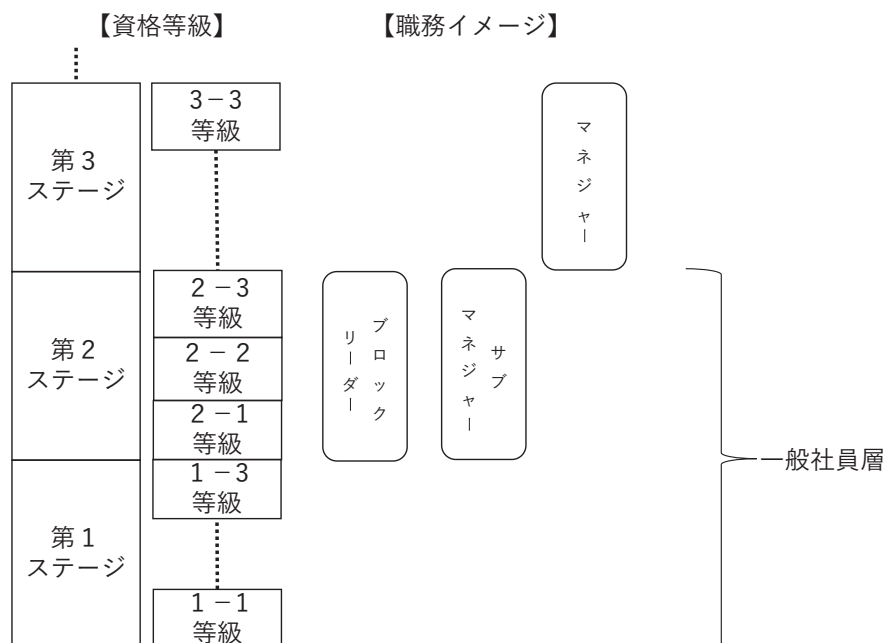 【資格等級】
【職務イメージ】
第３
ステージ
３－３
等級
マネジャー
第２
ステージ
２－３
等級
２－２
等級
２－１
等級
ブロック
リーダー
サブ
マネジャー
一般社員層
第１
ステージ
１－３
等級
１－１
等級